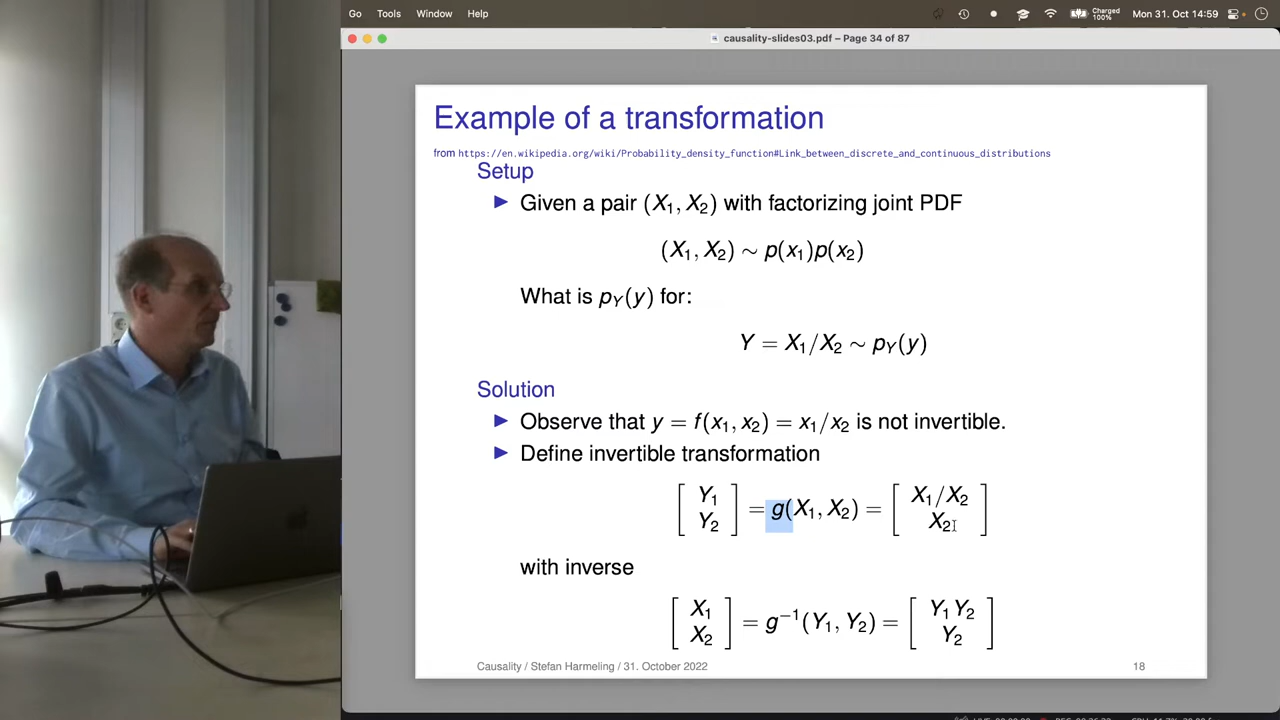 Go Tools Window Help Charged 100% Mon 31. Oct 14:59
causality-slides03.pdf – Page 34 of 87
Example of a transformation
from https://en.wikipedia.org/wiki/Probability_density_function#Link_between_discrete_and_continuous_distributions
Setup
▶ Given a pair (X₁, X₂) with factorizing joint PDF
(X₁, X₂) ∼ p(x₁)p(x₂)
What is p_Y(y) for:
Y = X₁/X₂ ∼ p_Y(y)
Solution
▶ Observe that y = f(x₁, x₂) = x₁/x₂ is not invertible.
▶ Define invertible transformation
[Y₁ Y₂] = g(X₁, X₂) = [X₁/X₂ X₂]
with inverse
[X₁ X₂] = g⁻¹(Y₁, Y₂) = [Y₁Y₂ Y₂]
Causality / Stefan Harmeling / 31. October 2022 18